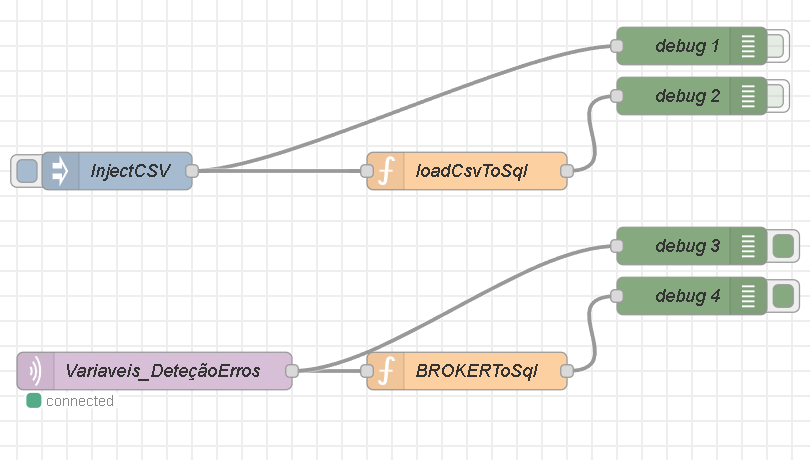 debug 1
debug 2
InjectCSV
loadCsvToSql
debug 3
debug 4
Variaveis_DeteçãoErros
BROKERToSql
connected